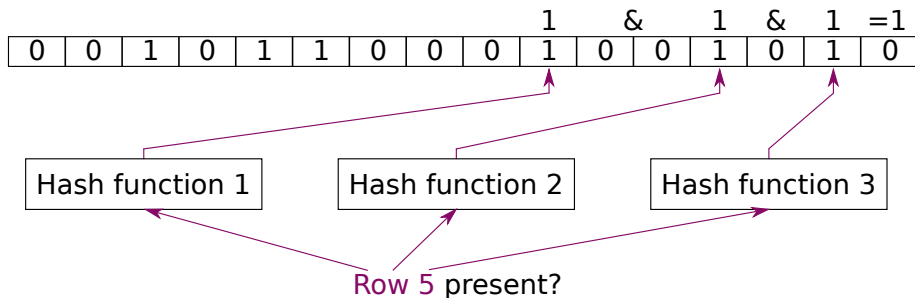 1 & 1 & 1 =1
0 0 1 0 1 1 0 0 0 1 0 0 1 0 1 0
Hash function 1 Hash function 2 Hash function 3
Row 5 present?